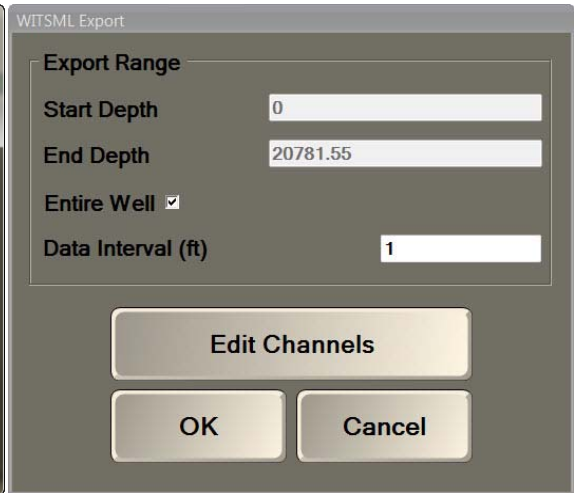 WITSML Export
Export Range
Start Depth 0
End Depth 20781.55
Entire Well
Data Interval (ft) 1
Edit Channels
OK Cancel